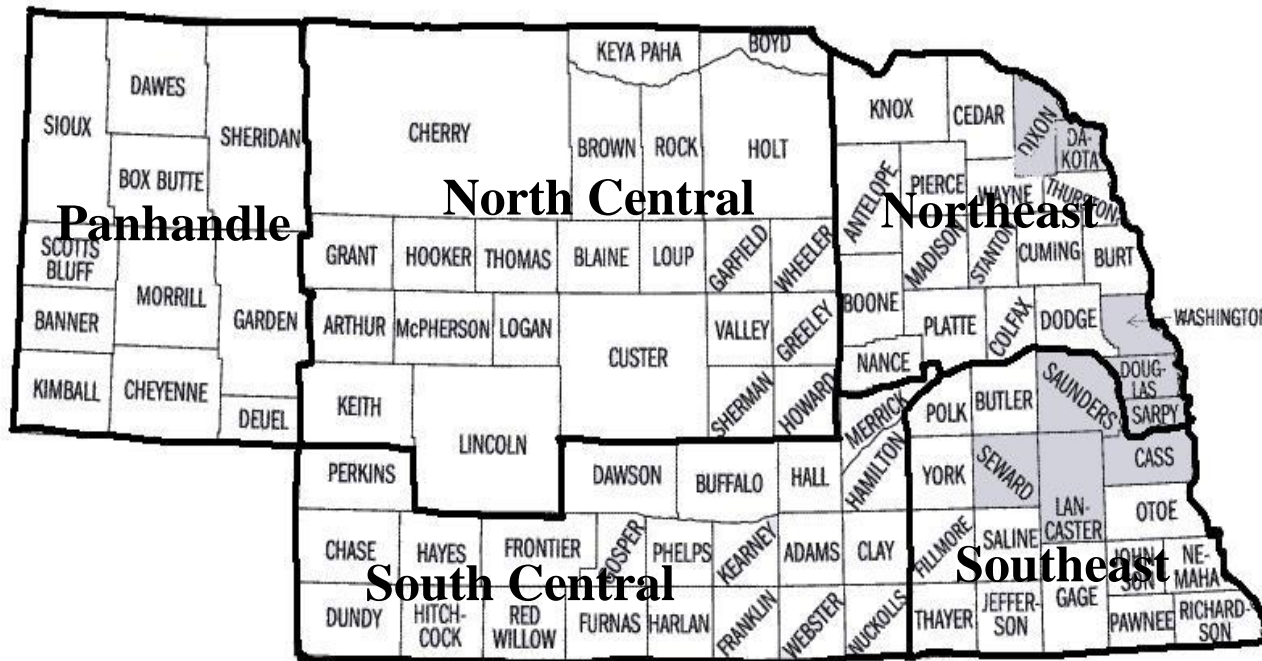 KEYA PAHA
BOYD
DAWES
SIOUX
SHERIDAN
CHERRY
BROWN
ROCK
HOLT
KNOX
CEDAR
DIXON
DA-
KOTA
BOX BUTTE
ANTELOPE
PIERCE
WAYNE
THURSTON
Panhandle
North Central
Northeast
SCOTTS
BLUFF
GRANT
HOOKER
THOMAS
BLAINE
LOUP
GARFIELD
WHEELER
MADISON
STANTON
CUMING
BURT
MORRILL
BANNER
GARDEN
ARTHUR
McPHERSON
LOGAN
CUSTER
VALLEY
GREELEY
BOONE
PLATTE
COLFAX
DODGE
WASHINGTON
KIMBALL
CHEYENNE
DEUEL
KEITH
LINCOLN
SHERMAN
HOWARD
NANCE
MERRICK
POLK
BUTLER
SAUNDERS
DOUG-
LAS
SARPY
PERKINS
DAWSON
BUFFALO
HALL
HAMILTON
YORK
SEWARD
LAN-
CASTER
CASS
OTOE
CHASE
HAYES
FRONTIER
GOSPER
PHELPS
KEARNEY
ADAMS
CLAY
FILLMORE
SALINE
JOHN
SON
NE-
MAHA
South Central
Southeast
DUNDY
HITCH-
COCK
RED
WILLOW
FURNAS
HARLAN
FRANKLIN
WEBSTER
NUCKOLLS
THAYER
JEFFER-
SON
GAGE
PAWNEE
RICHARD-
SON